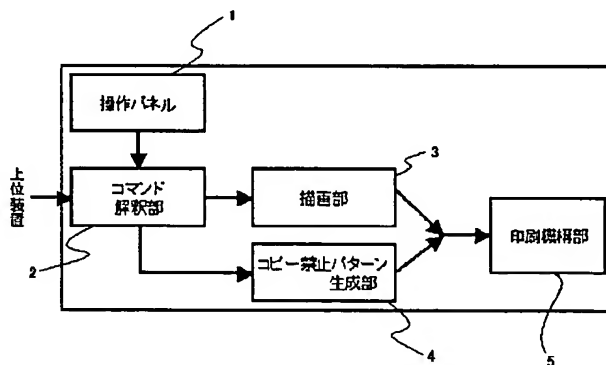 1
操作パネル
上位装置
コマンド
解釈部
2
3
描画部
コピー禁止パターン
生成部
4
印刷機構部
5